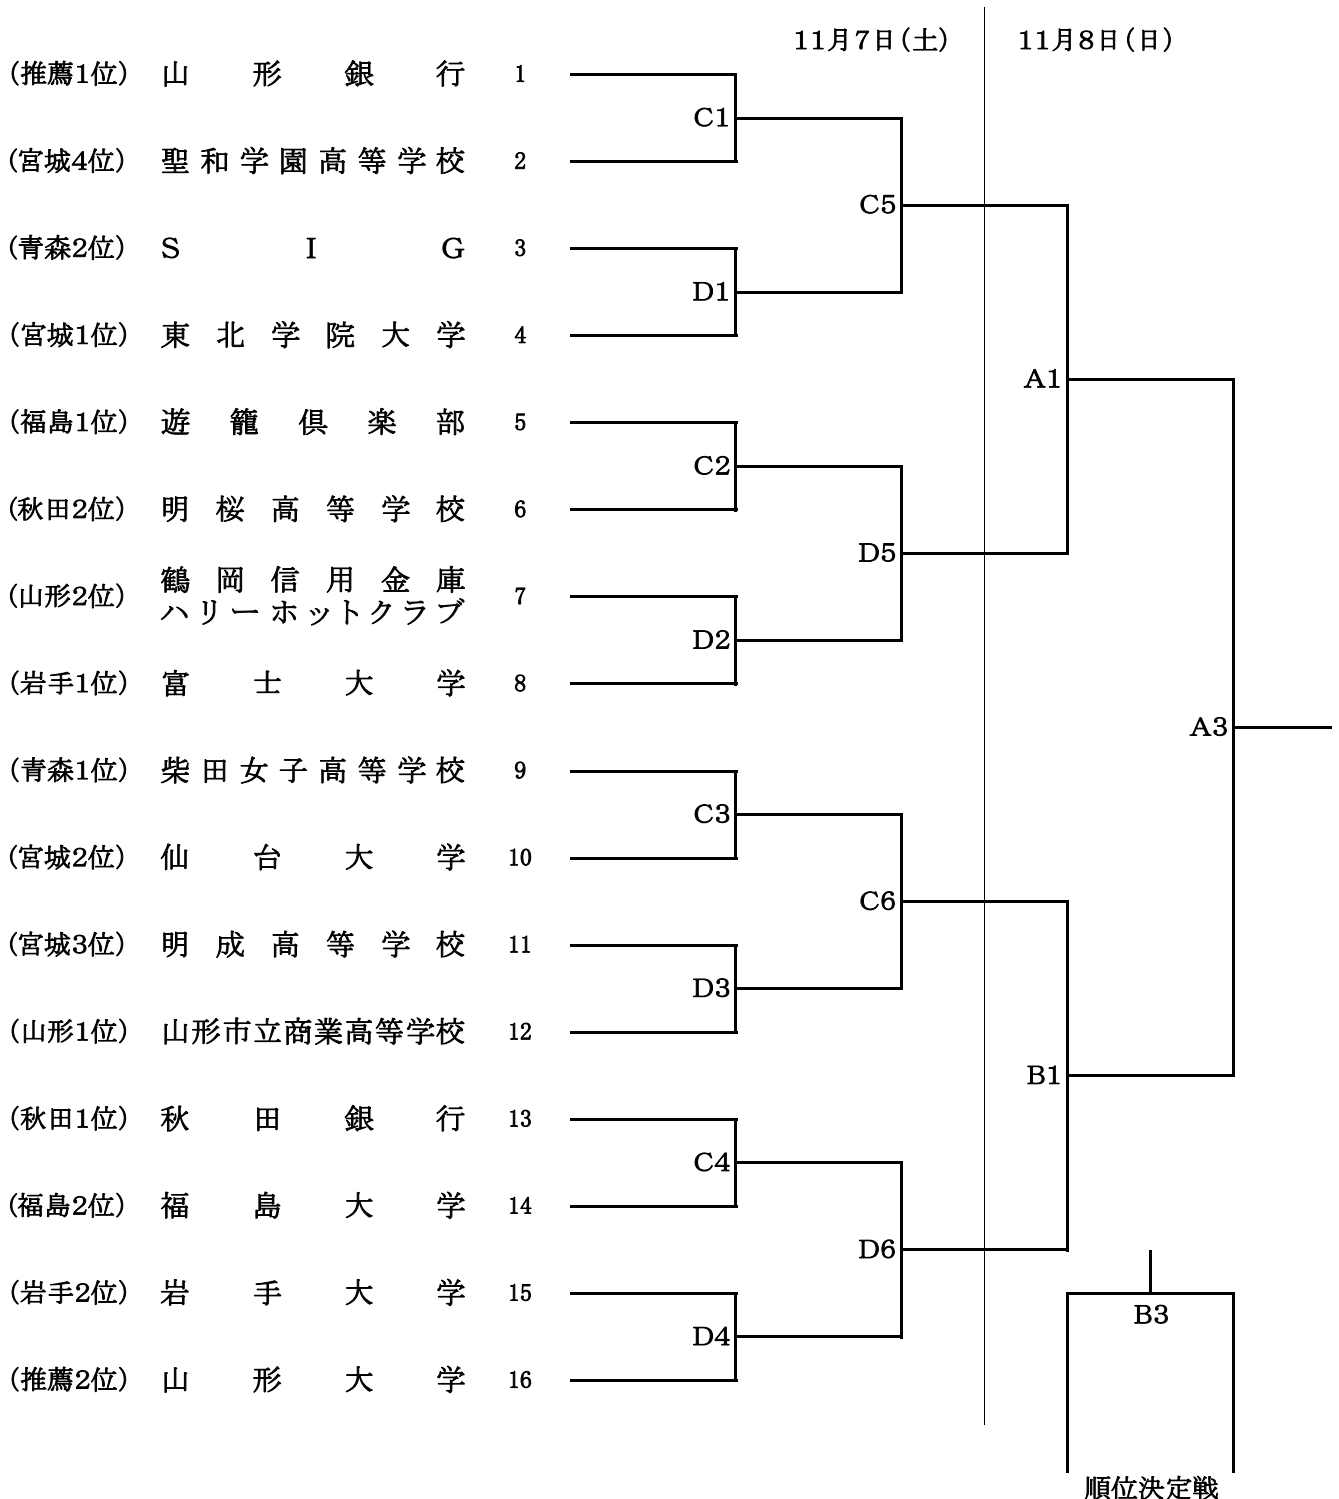 11月7日(土) 11月8日(日)
(推薦1位) 山形銀行 1
C1
(宮城4位) 聖和学園高等学校 2
C5
(青森2位) SIG 3
D1
(宮城1位) 東北学院大学 4
A1
(福島1位) 遊籠倶楽部 5
C2
(秋田2位) 明桜高等学校 6
D5
(山形2位) 鶴岡信用金庫
ハリーホットクラブ 7
D2
(岩手1位) 富士大学 8
A3
(青森1位) 柴田女子高等学校 9
C3
(宮城2位) 仙台大学 10
C6
(宮城3位) 明成高等学校 11
D3
(山形1位) 山形市立商業高等学校 12
B1
(秋田1位) 秋田銀行 13
C4
(福島2位) 福島大学 14
D6
(岩手2位) 岩手大学 15
B3
D4
(推薦2位) 山形大学 16
順位決定戦